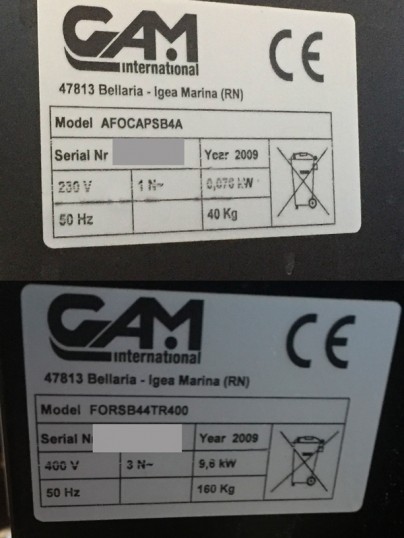 GAM
international
CE
47813 Bellaria - Igea Marina (RN)
Model AFOCAPSB4A
Serial Nr Year 2009
230 V 1 N~ 0,076 kW
50 Hz 40 Kg
GAM
international
CE
47813 Bellaria - Igea Marina (RN)
Model FORSB44TR400
Serial N Year 2009
400 V 3 N~ 9,6 kW
50 Hz 160 Kg